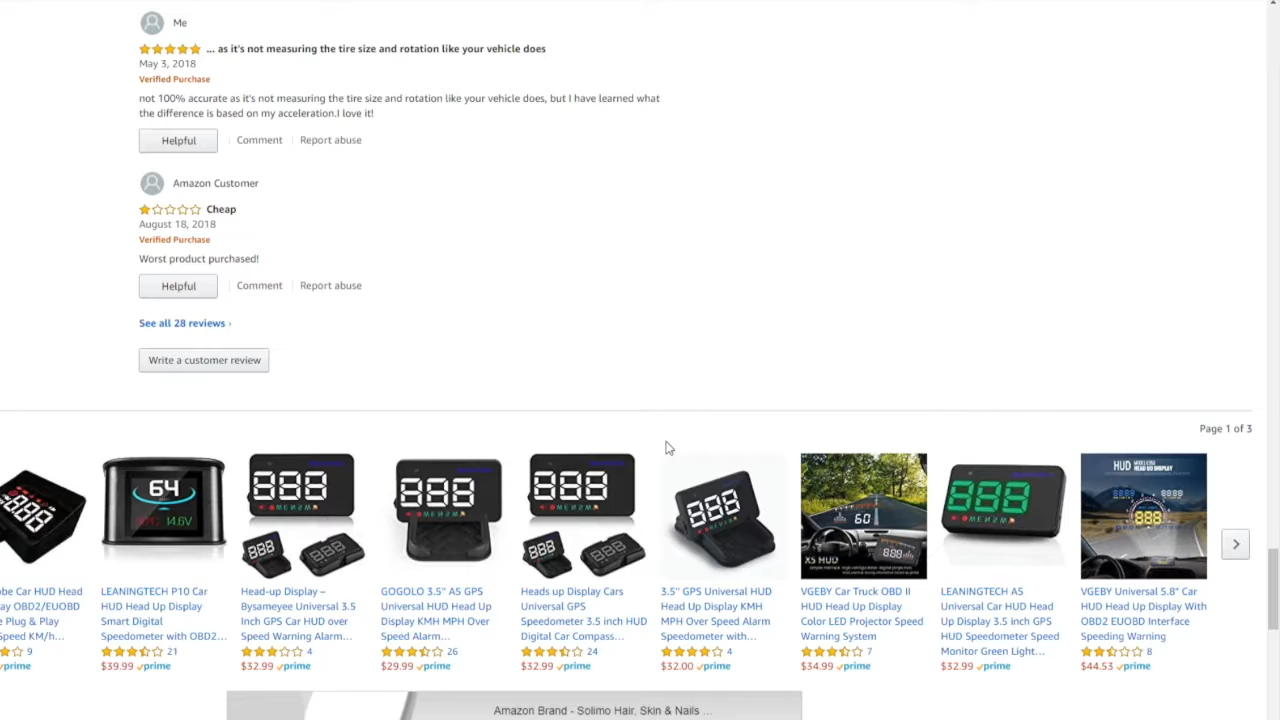 Me
... as it's not measuring the tire size and rotation like your vehicle does
May 3, 2018
Verified Purchase
not 100% accurate as it's not measuring the tire size and rotation like your vehicle does, but I have learned what
the difference is based on my acceleration.I love it!
Helpful
Comment
Report abuse
Amazon Customer
Cheap
August 18, 2018
Verified Purchase
Worst product purchased!
Helpful
Comment
Report abuse
See all 28 reviews ›
Write a customer review
Page 1 of 3
be Car HUD Head
ay OBD2/EUOBD
e Plug & Play
Speed KM/h...
9
prime
64
14.6V
LEANINGTECH P10 Car
HUD Head Up Display
Smart Digital
Speedometer with OBD2...
21
$39.99 prime
888
888
888
Head-up Display –
Bysameyee Universal 3.5
Inch GPS Car HUD over
Speed Warning Alarm...
4
$32.99 prime
888
GOGOLO 3.5" A5 GPS
Universal HUD Head Up
Display KMH MPH Over
Speed Alarm...
26
$29.99 prime
888
888
888
Heads up Display Cars
Universal GPS
Speedometer 3.5 inch HUD
Digital Car Compass...
24
$32.99 prime
888
3.5'' GPS Universal HUD
Head Up Display KMH
MPH Over Speed Alarm
Speedometer with...
4
$32.00 prime
60
888
X5 HUD
VGEBY Car Truck OBD II
HUD Head Up Display
Color LED Projector Speed
Warning System
7
$34.99 prime
888
LEANINGTECH A5
Universal Car HUD Head
Up Display 3.5 inch GPS
HUD Speedometer Speed
Monitor Green Light...
$32.99 prime
HUD
HEAD UP DISPLAY
8888
8888
888
VGEBY Universal 5.8" Car
HUD Head Up Display With
OBD2 EUOBD Interface
Speeding Warning
8
$44.53 prime
Amazon Brand - Solimo Hair, Skin & Nails ...